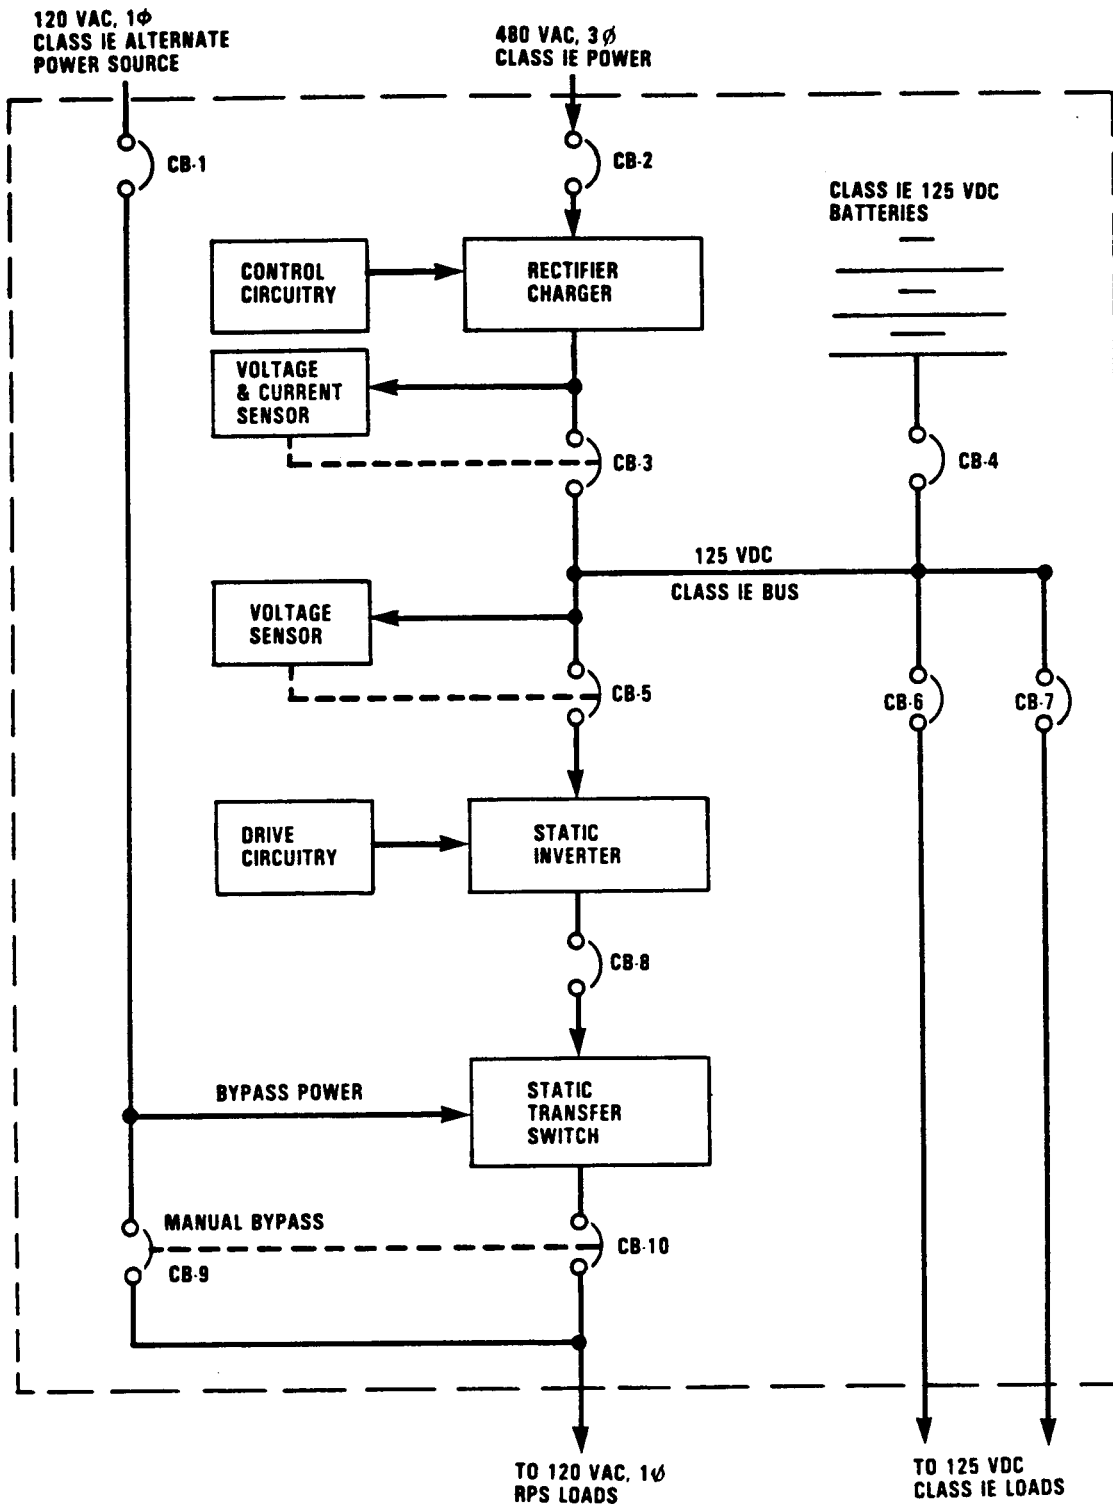 120 VAC, 1Φ
CLASS IE ALTERNATE
POWER SOURCE
480 VAC, 3Ø
CLASS IE POWER
CB-1
CB-2
CLASS IE 125 VDC
BATTERIES
CONTROL
CIRCUITRY
RECTIFIER
CHARGER
VOLTAGE
& CURRENT
SENSOR
CB-3
CB-4
125 VDC
CLASS IE BUS
VOLTAGE
SENSOR
CB-5
CB-6
CB-7
DRIVE
CIRCUITRY
STATIC
INVERTER
CB-8
BYPASS POWER
STATIC
TRANSFER
SWITCH
MANUAL BYPASS
CB-9
CB-10
TO 120 VAC, 1Ø
RPS LOADS
TO 125 VDC
CLASS IE LOADS